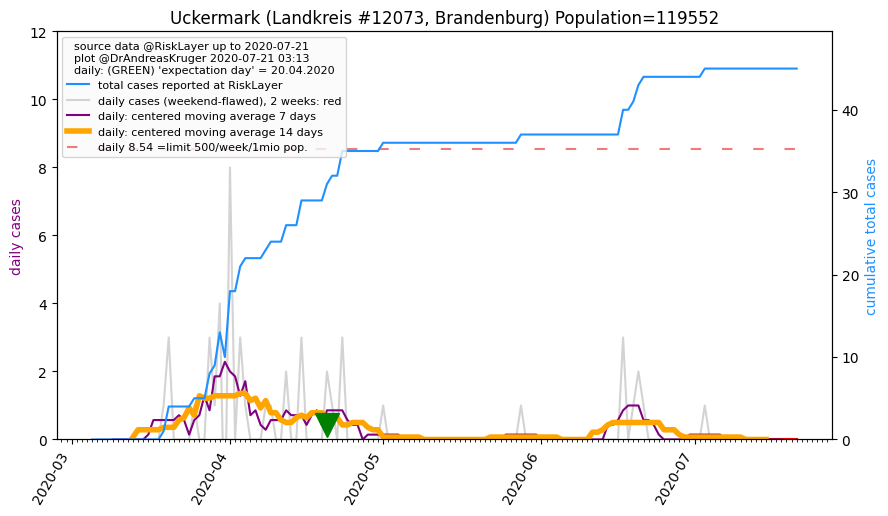 Uckermark (Landkreis #12073, Brandenburg) Population=119552
source data @RiskLayer up to 2020-07-21
plot @DrAndreasKruger 2020-07-21 03:13
daily: (GREEN) 'expectation day' = 20.04.2020
total cases reported at RiskLayer
daily cases (weekend-flawed), 2 weeks: red
daily: centered moving average 7 days
daily: centered moving average 14 days
daily 8.54 =limit 500/week/1mio pop.
daily cases
12
10
8
6
4
2
0
cumulative total cases
40
30
20
10
0
2020-03
2020-04
2020-05
2020-06
2020-07